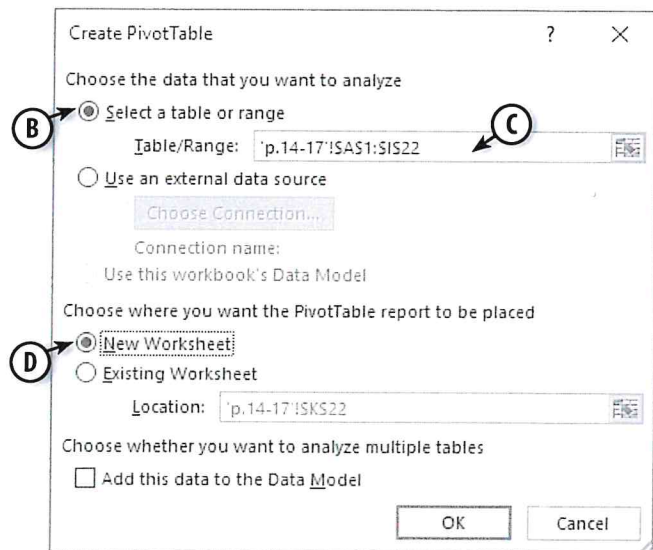 Create PivotTable ? ×
Choose the data that you want to analyze
B Select a table or range C
Table/Range: 'p.14-17'!$A$1:$I$22
Use an external data source
Choose Connection...
Connection name:
Use this workbook's Data Model
Choose where you want the PivotTable report to be placed
D New Worksheet
Existing Worksheet
Location: 'p.14-17'!$K$22
Choose whether you want to analyze multiple tables
Add this data to the Data Model
OK Cancel